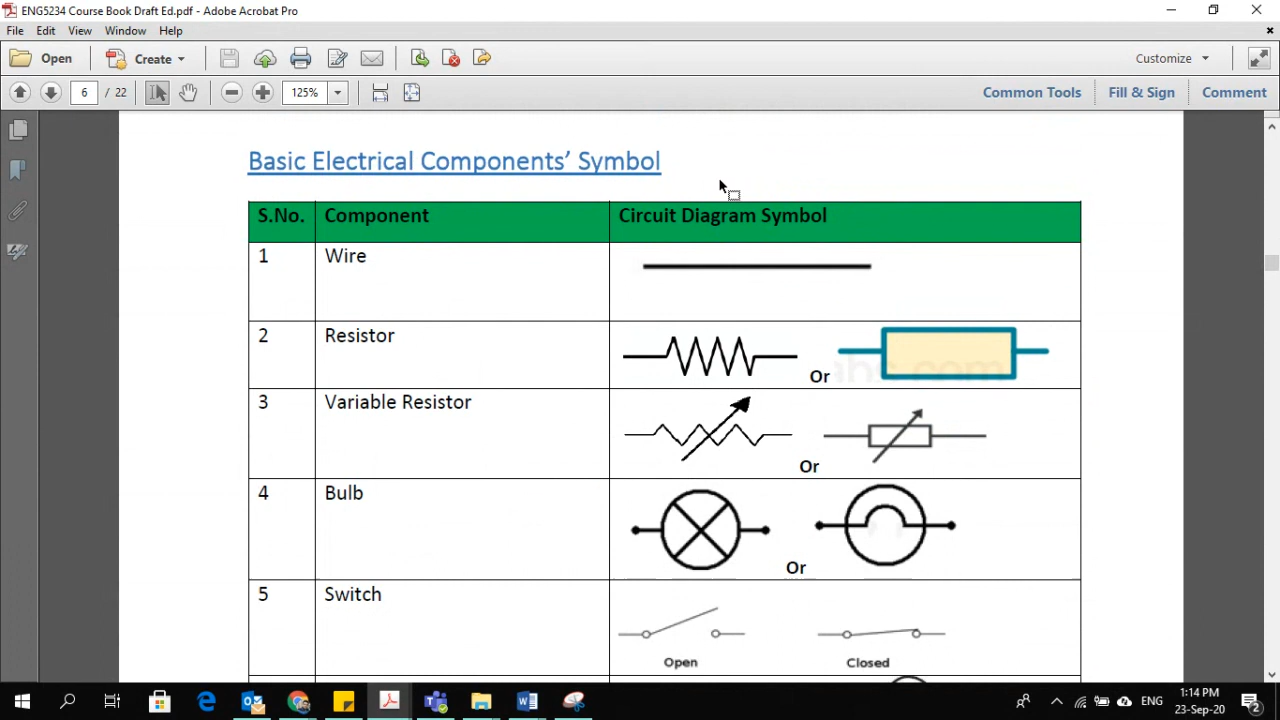 ENG5234 Course Book Draft Ed.pdf - Adobe Acrobat Pro
File Edit View Window Help
Open Create Customize
6 / 22 125% Common Tools Fill & Sign Comment
Basic Electrical Components’ Symbol
S.No. Component Circuit Diagram Symbol
1 Wire
2 Resistor Or
3 Variable Resistor Or
4 Bulb Or
5 Switch
Open Closed
ENG 1:14 PM
23-Sep-20 2